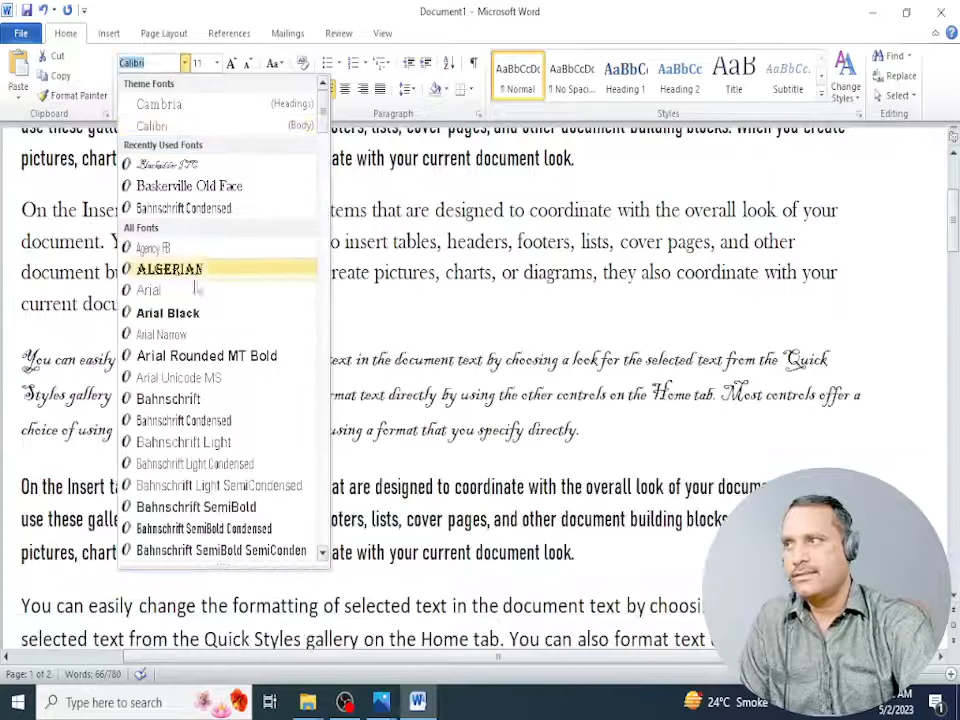 Document1 - Microsoft Word
File Home Insert Page Layout References Mailings Review View
Paste
Cut
Copy
Format Painter
Clipboard
Calibri 11
Paragraph
AaBbCcDc AaBbCcDc AaBbC AaBbCc AaB AaBbCc.
¶ Normal ¶ No Spaci... Heading 1 Heading 2 Title Subtitle
Change
Styles
Styles
Find
Replace
Select
Editing
Theme Fonts
Cambria (Headings)
Calibri (Body)
Recently Used Fonts
Blackadder ITC
Baskerville Old Face
Bahnschrift Condensed
All Fonts
Agency FB
ALGERIAN
Arial
Arial Black
Arial Narrow
Arial Rounded MT Bold
Arial Unicode MS
Bahnschrift
Bahnschrift Condensed
Bahnschrift Light
Bahnschrift Light Condensed
Bahnschrift Light SemiCondensed
Bahnschrift SemiBold
Bahnschrift SemiBold Condensed
Bahnschrift SemiBold SemiConden
use these gall oters, lists, cover pages, and other document building blocks. When you create
pictures, chart ate with your current document look.
On the Inser tems that are designed to coordinate with the overall look of your
document. Y o insert tables, headers, footers, lists, cover pages, and other
document bu reate pictures, charts, or diagrams, they also coordinate with your
current docu
You can easily text in the document text by choosing a look for the selected text from the Quick
Styles gallery rmat text directly by using the other controls on the Home tab. Most controls offer a
choice of using using a format that you specify directly.
On the Insert t at are designed to coordinate with the overall look of your docume
use these galle oters, lists, cover pages, and other document building blocks
pictures, chart ate with your current document look.
You can easily change the formatting of selected text in the document text by choosi
selected text from the Quick Styles gallery on the Home tab. You can also format text
Page: 1 of 2 Words: 66/780
Type here to search
24°C Smoke
AM
5/2/2023